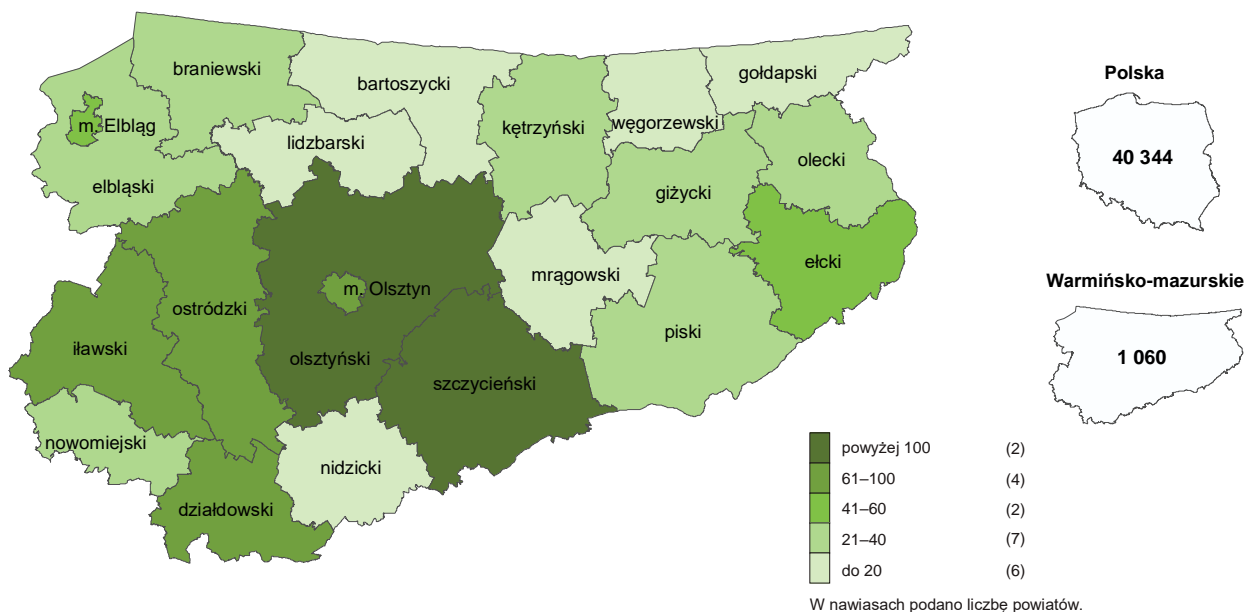 braniewski
bartoszycki
gołdapski
m. Elbląg
lidzbarski
kętrzyński
węgorzewski
olecki
elbląski
giżycki
ełcki
mrągowski
m. Olsztyn
ostródzki
iławski
olsztyński
szczycieński
piski
nowomiejski
nidzicki
działdowski
Polska
40 344
Warmińsko-mazurskie
1 060
powyżej 100 (2)
61–100 (4)
41–60 (2)
21–40 (7)
do 20 (6)
W nawiasach podano liczbę powiatów.